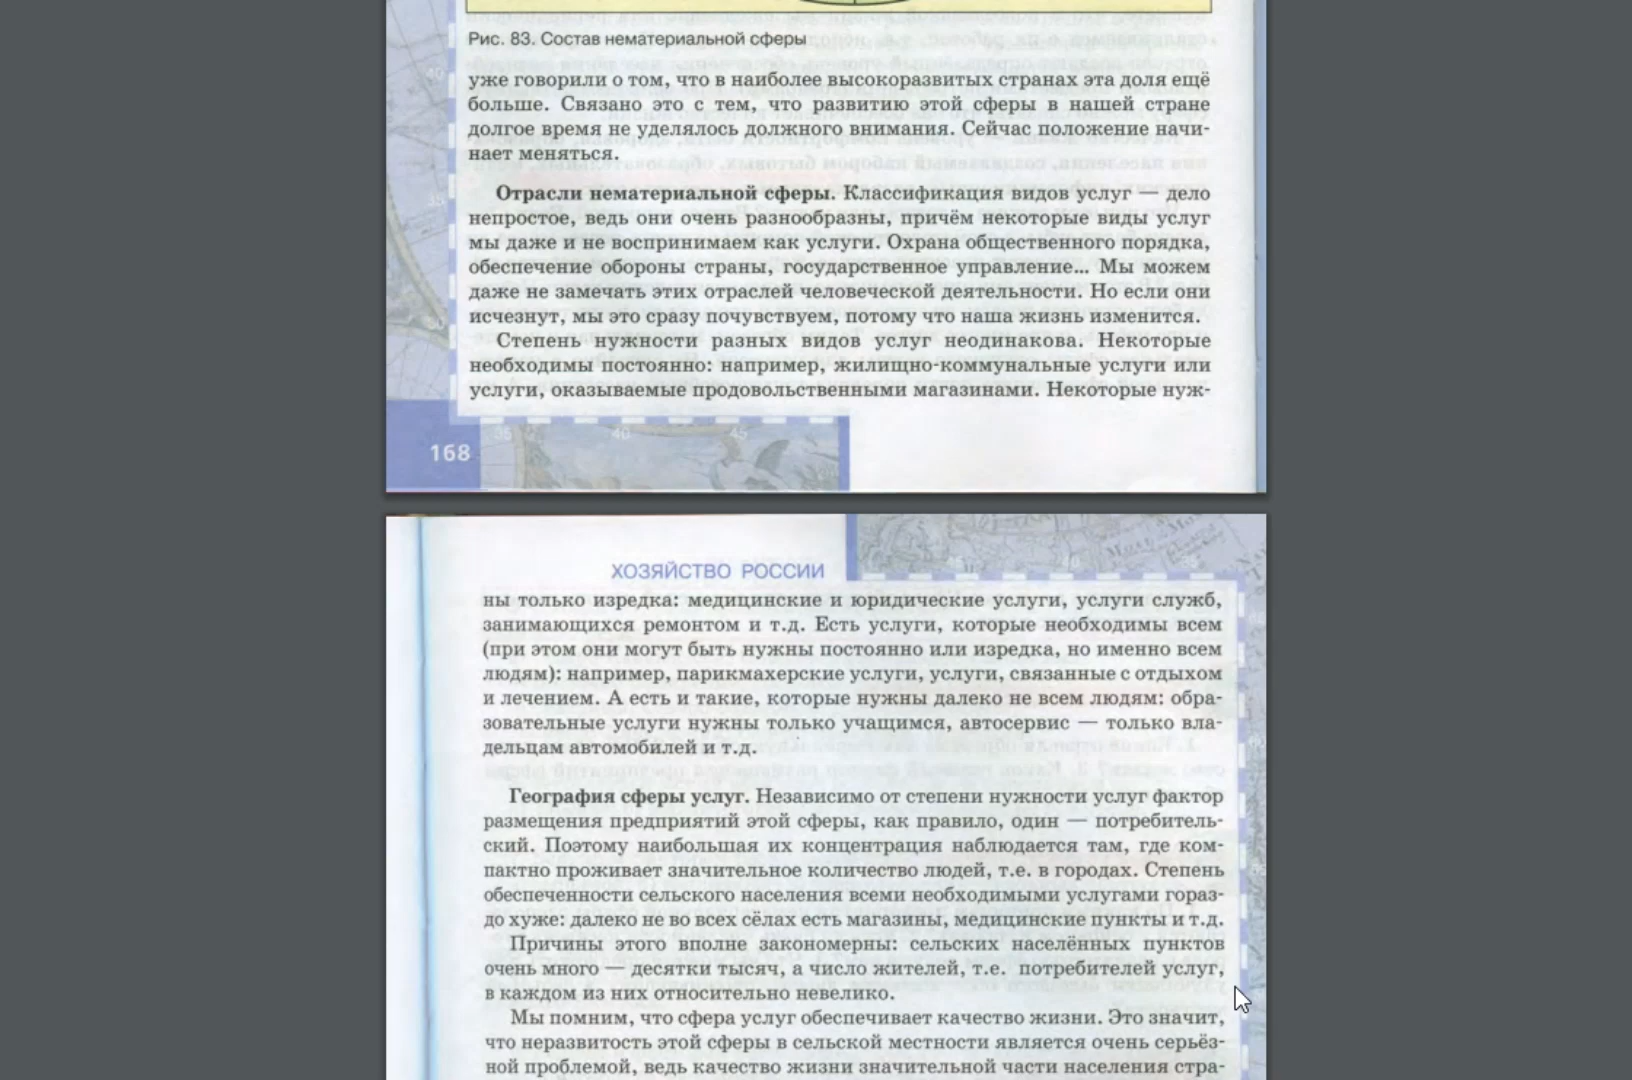 Рис. 83. Состав нематериальной сферы
уже говорили о том, что в наиболее высокоразвитых странах эта доля ещё
больше. Связано это с тем, что развитию этой сферы в нашей стране
долгое время не уделялось должного внимания. Сейчас положение начи-
нает меняться.
Отрасли нематериальной сферы. Классификация видов услуг — дело
непростое, ведь они очень разнообразны, причём некоторые виды услуг
мы даже и не воспринимаем как услуги. Охрана общественного порядка,
обеспечение обороны страны, государственное управление... Мы можем
даже не замечать этих отраслей человеческой деятельности. Но если они
исчезнут, мы это сразу почувствуем, потому что наша жизнь изменится.
Степень нужности разных видов услуг неодинакова. Некоторые
необходимы постоянно: например, жилищно-коммунальные услуги или
услуги, оказываемые продовольственными магазинами. Некоторые нуж-
35 40 45
168
ХОЗЯЙСТВО РОССИИ
ны только изредка: медицинские и юридические услуги, услуги служб,
занимающихся ремонтом и т.д. Есть услуги, которые необходимы всем
(при этом они могут быть нужны постоянно или изредка, но именно всем
людям): например, парикмахерские услуги, услуги, связанные с отдыхом
и лечением. А есть и такие, которые нужны далеко не всем людям: обра-
зовательные услуги нужны только учащимся, автосервис — только вла-
дельцам автомобилей и т.д.
География сферы услуг. Независимо от степени нужности услуг фактор
размещения предприятий этой сферы, как правило, один — потребитель-
ский. Поэтому наибольшая их концентрация наблюдается там, где ком-
пактно проживает значительное количество людей, т.е. в городах. Степень
обеспеченности сельского населения всеми необходимыми услугами гораз-
до хуже: далеко не во всех сёлах есть магазины, медицинские пункты и т.д.
Причины этого вполне закономерны: сельских населённых пунктов
очень много — десятки тысяч, а число жителей, т.е. потребителей услуг,
в каждом из них относительно невелико.
Мы помним, что сфера услуг обеспечивает качество жизни. Это значит,
что неразвитость этой сферы в сельской местности является очень серьёз-
ной проблемой, ведь качество жизни значительной части населения стра-